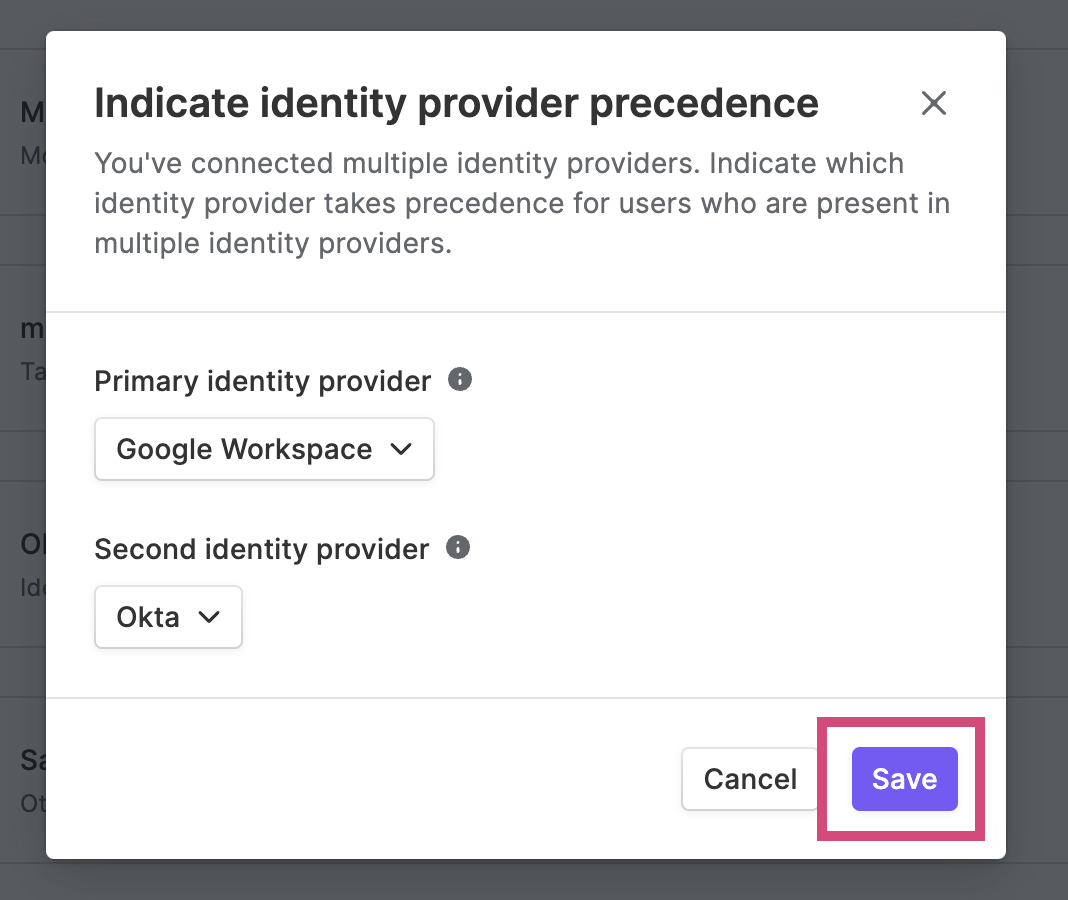 Indicate identity provider precedence
You've connected multiple identity providers. Indicate which
identity provider takes precedence for users who are present in
multiple identity providers.
Primary identity provider
Google Workspace
Second identity provider
Okta
Cancel
Save